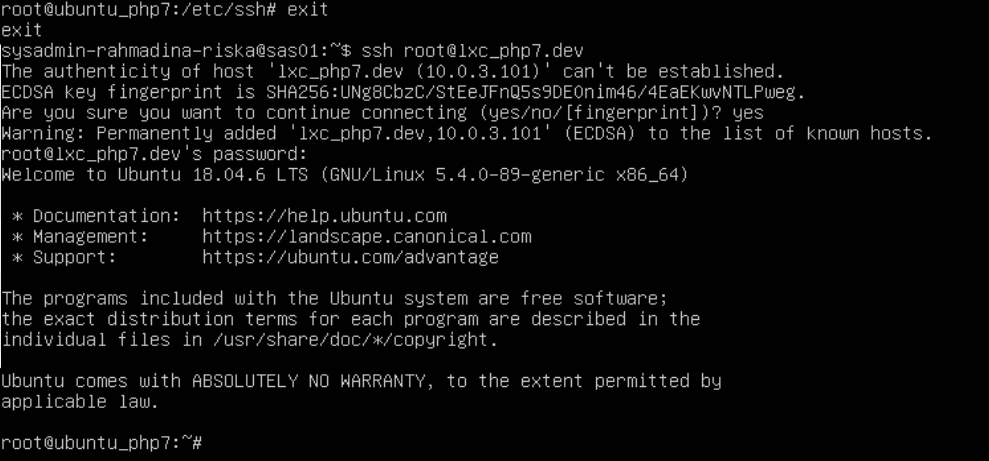 root@ubuntu_php7:/etc/ssh# exit
exit
sysadmin-rahmadina-riska@sas01:~$ ssh root@lxc_php7.dev
The authenticity of host 'lxc_php7.dev (10.0.3.101)' can't be established.
ECDSA key fingerprint is SHA256:UNg8CbzC/StEeJFnQ5s9DE0nim46/4EaEKwvNTLPweg.
Are you sure you want to continue connecting (yes/no/[fingerprint])? yes
Warning: Permanently added 'lxc_php7.dev,10.0.3.101' (ECDSA) to the list of known hosts.
root@lxc_php7.dev's password:
Welcome to Ubuntu 18.04.6 LTS (GNU/Linux 5.4.0-89-generic x86_64)
* Documentation:  https://help.ubuntu.com
* Management:     https://landscape.canonical.com
* Support:        https://ubuntu.com/advantage
The programs included with the Ubuntu system are free software;
the exact distribution terms for each program are described in the
individual files in /usr/share/doc/*/copyright.
Ubuntu comes with ABSOLUTELY NO WARRANTY, to the extent permitted by
applicable law.
root@ubuntu_php7:~#